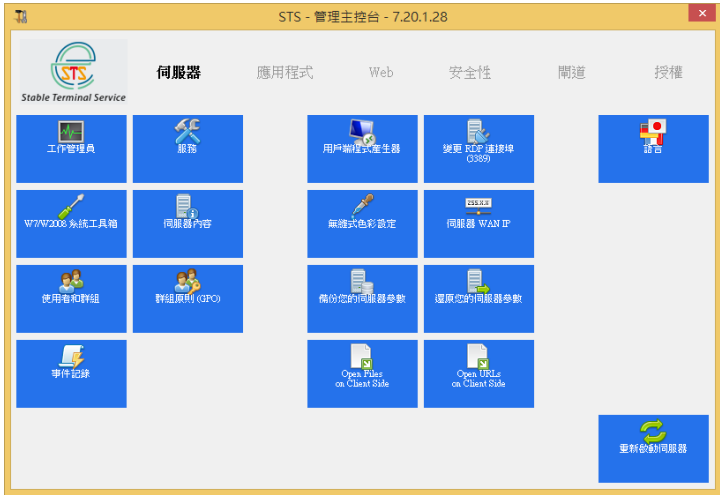 STS - 管理主控台 - 7.20.1.28
STS
Stable Terminal Service
伺服器
應用程式
Web
安全性
閘道
授權
工作管理員
服務
用戶端程式產生器
變更 RDP 連接埠
(3389)
語言
W7/W2008 系統工具箱
伺服器內容
無縫式色彩設定
255.X.X
伺服器 WAN IP
使用者和群組
群組原則 (GPO)
備份您的伺服器參數
還原您的伺服器參數
事件記錄
Open Files
on Client Side
Open URLs
on Client Side
重新啟動伺服器